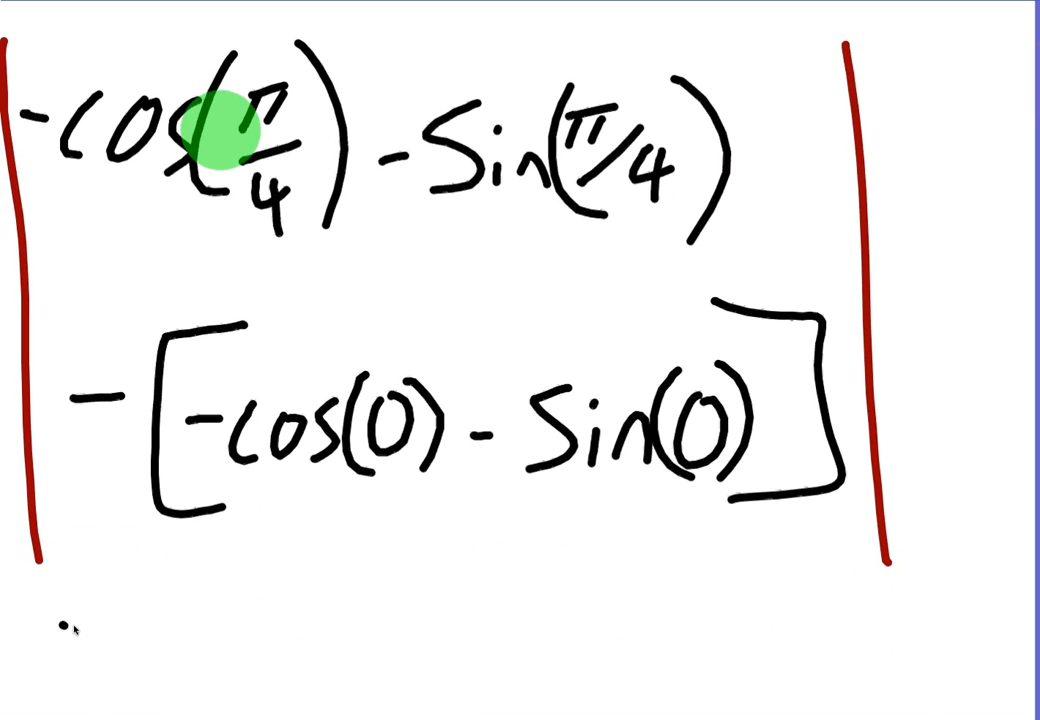 -cos(π/4) - Sin(π/4)
- [-cos(0) - Sin(0)]